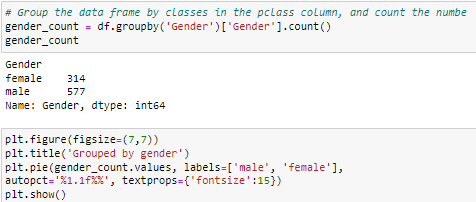 # Group the data frame by classes in the pclass column, and count the numbe
gender_count = df.groupby('Gender')['Gender'].count()
gender_count
Gender
female    314
male      577
Name: Gender, dtype: int64
plt.figure(figsize=(7,7))
plt.title('Grouped by gender')
plt.pie(gender_count.values, labels=['male', 'female'],
autopct='%1.1f%%', textprops={'fontsize':15})
plt.show()